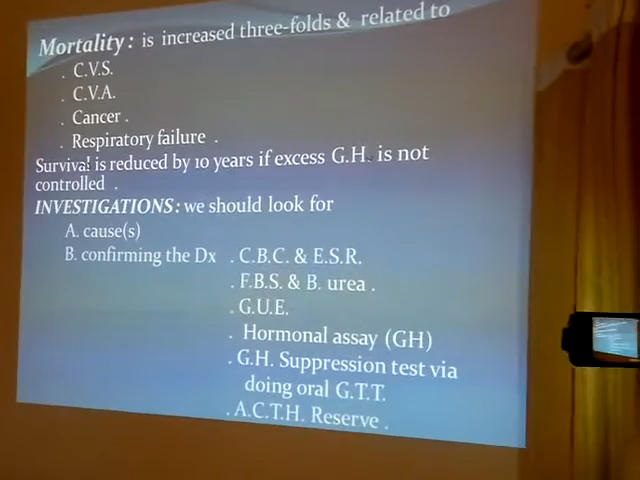 Mortality : is increased three-folds & related to
. C.V.S.
. C.V.A.
. Cancer .
. Respiratory failure .
Survival is reduced by 10 years if excess G.H. is not
controlled .
INVESTIGATIONS : we should look for
A. cause(s)
B. confirming the Dx . C.B.C. & E.S.R.
. F.B.S. & B. urea .
. G.U.E.
. Hormonal assay (GH)
. G.H. Suppression test via
doing oral G.T.T.
. A.C.T.H. Reserve .